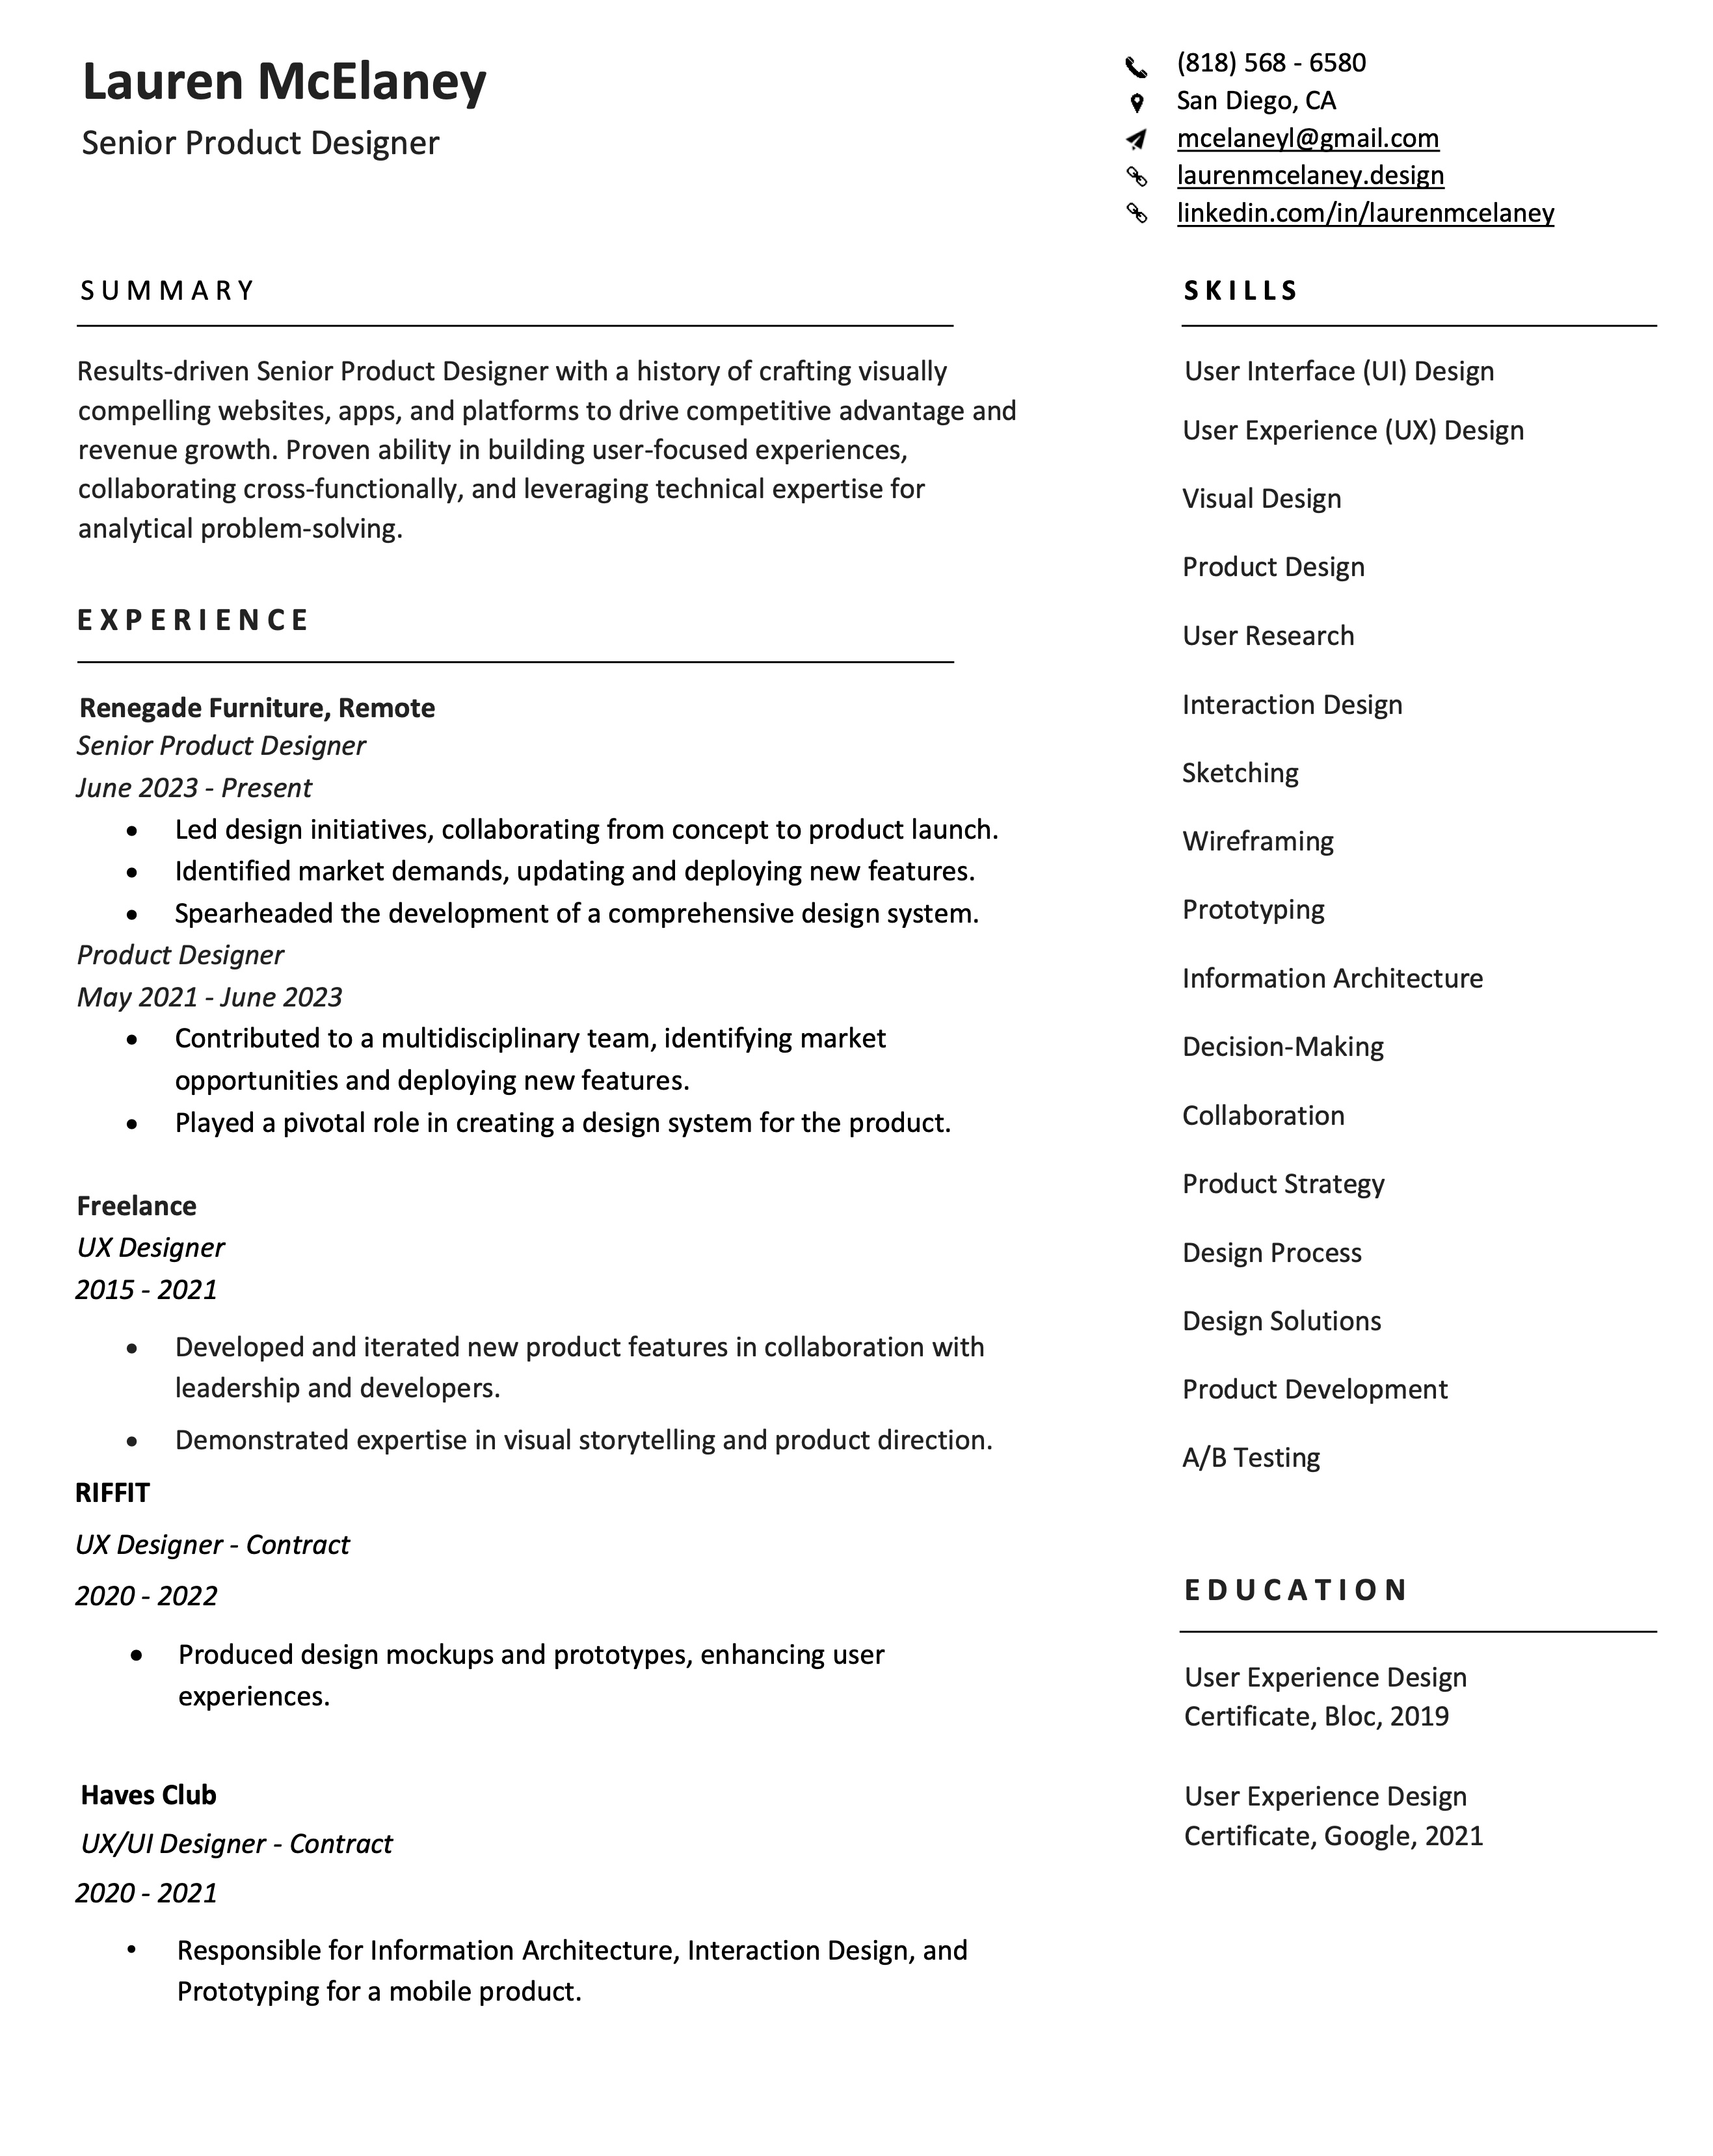 Lauren McElaney
Senior Product Designer
(818) 568 - 6580
San Diego, CA
mcelaneyl@gmail.com
laurenmcelaney.design
linkedin.com/in/laurenmcelaney
SUMMARY
Results-driven Senior Product Designer with a history of crafting visually
compelling websites, apps, and platforms to drive competitive advantage and
revenue growth. Proven ability in building user-focused experiences,
collaborating cross-functionally, and leveraging technical expertise for
analytical problem-solving.
EXPERIENCE
Renegade Furniture, Remote
Senior Product Designer
June 2023 - Present
• Led design initiatives, collaborating from concept to product launch.
• Identified market demands, updating and deploying new features.
• Spearheaded the development of a comprehensive design system.
Product Designer
May 2021 - June 2023
• Contributed to a multidisciplinary team, identifying market
opportunities and deploying new features.
• Played a pivotal role in creating a design system for the product.
Freelance
UX Designer
2015 - 2021
• Developed and iterated new product features in collaboration with
leadership and developers.
• Demonstrated expertise in visual storytelling and product direction.
RIFFIT
UX Designer - Contract
2020 - 2022
• Produced design mockups and prototypes, enhancing user
experiences.
Haves Club
UX/UI Designer - Contract
2020 - 2021
• Responsible for Information Architecture, Interaction Design, and
Prototyping for a mobile product.
SKILLS
User Interface (UI) Design
User Experience (UX) Design
Visual Design
Product Design
User Research
Interaction Design
Sketching
Wireframing
Prototyping
Information Architecture
Decision-Making
Collaboration
Product Strategy
Design Process
Design Solutions
Product Development
A/B Testing
EDUCATION
User Experience Design
Certificate, Bloc, 2019
User Experience Design
Certificate, Google, 2021